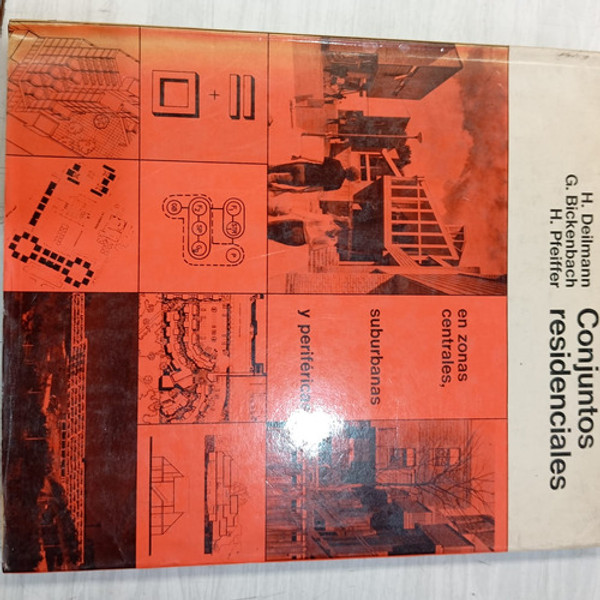 H. Deilmann
G. Bickenbach
H. Pfeiffer
Conjuntos
residenciales
en zonas
centrales,
suburbanas
y periféricas